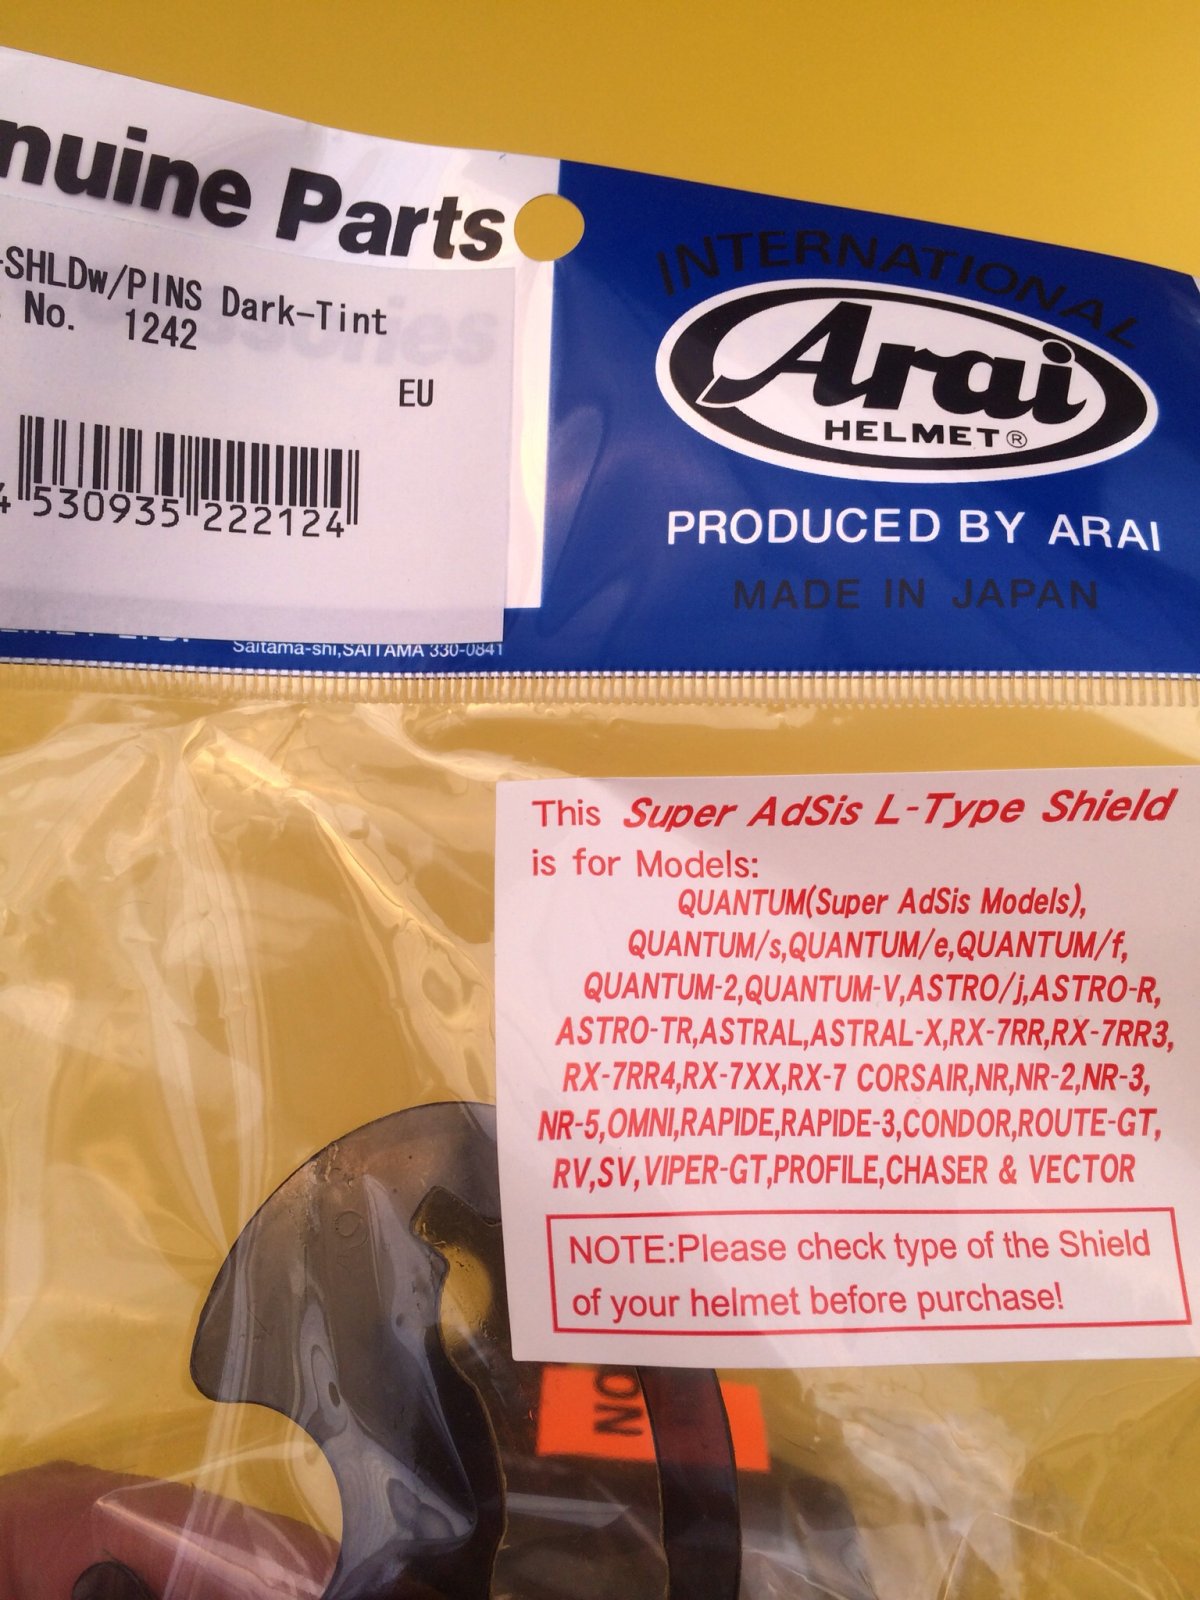 nuine Parts
-SHLDw/PINS Dark-Tint
No. 1242
EU
4 530935 222124
Saitama-shi,SAITAMA 330-0841
INTERNATIONAL
Arai
HELMET®
PRODUCED BY ARAI
MADE IN JAPAN
This Super AdSis L-Type Shield
is for Models:
QUANTUM(Super AdSis Models),
QUANTUM/s,QUANTUM/e,QUANTUM/f,
QUANTUM-2,QUANTUM-V,ASTRO/j,ASTRO-R,
ASTRO-TR,ASTRAL,ASTRAL-X,RX-7RR,RX-7RR3,
RX-7RR4,RX-7XX,RX-7 CORSAIR,NR,NR-2,NR-3,
NR-5,OMNI,RAPIDE,RAPIDE-3,CONDOR,ROUTE-GT,
RV,SV,VIPER-GT,PROFILE,CHASER & VECTOR
NOTE:Please check type of the Shield
of your helmet before purchase!
NO